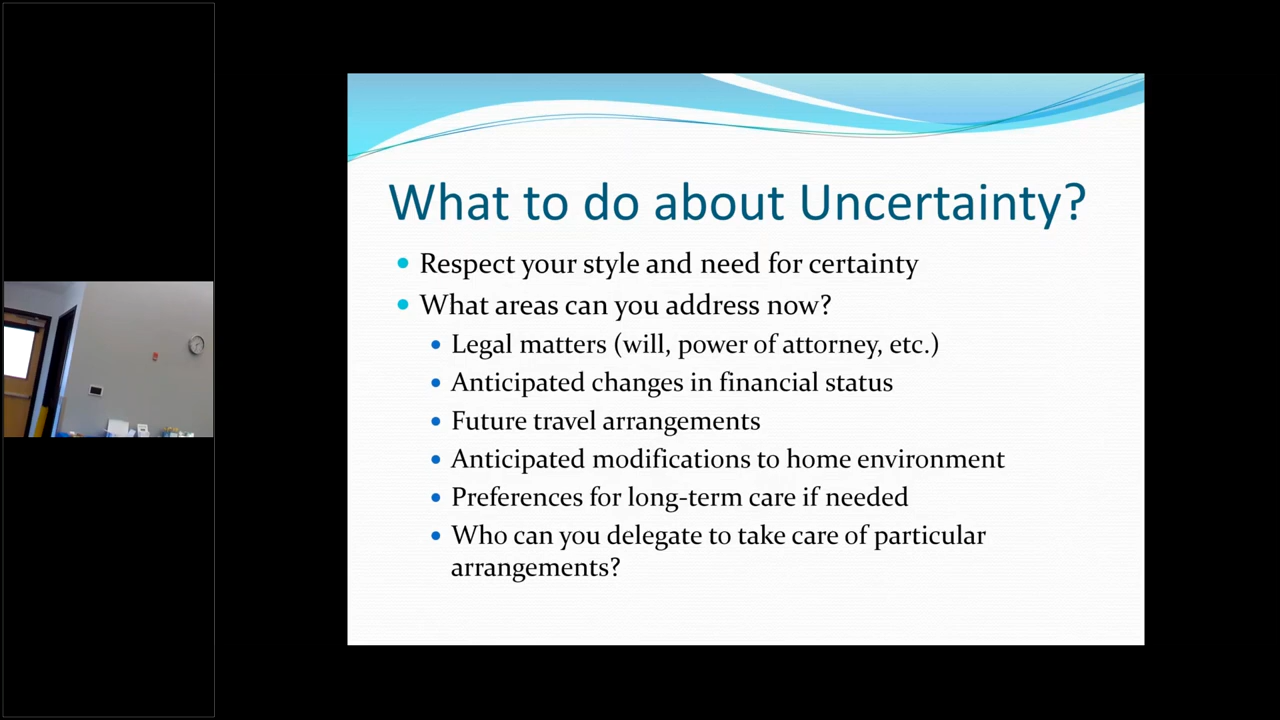 What to do about Uncertainty?
Respect your style and need for certainty
What areas can you address now?
Legal matters (will, power of attorney, etc.)
Anticipated changes in financial status
Future travel arrangements
Anticipated modifications to home environment
Preferences for long-term care if needed
Who can you delegate to take care of particular
arrangements?